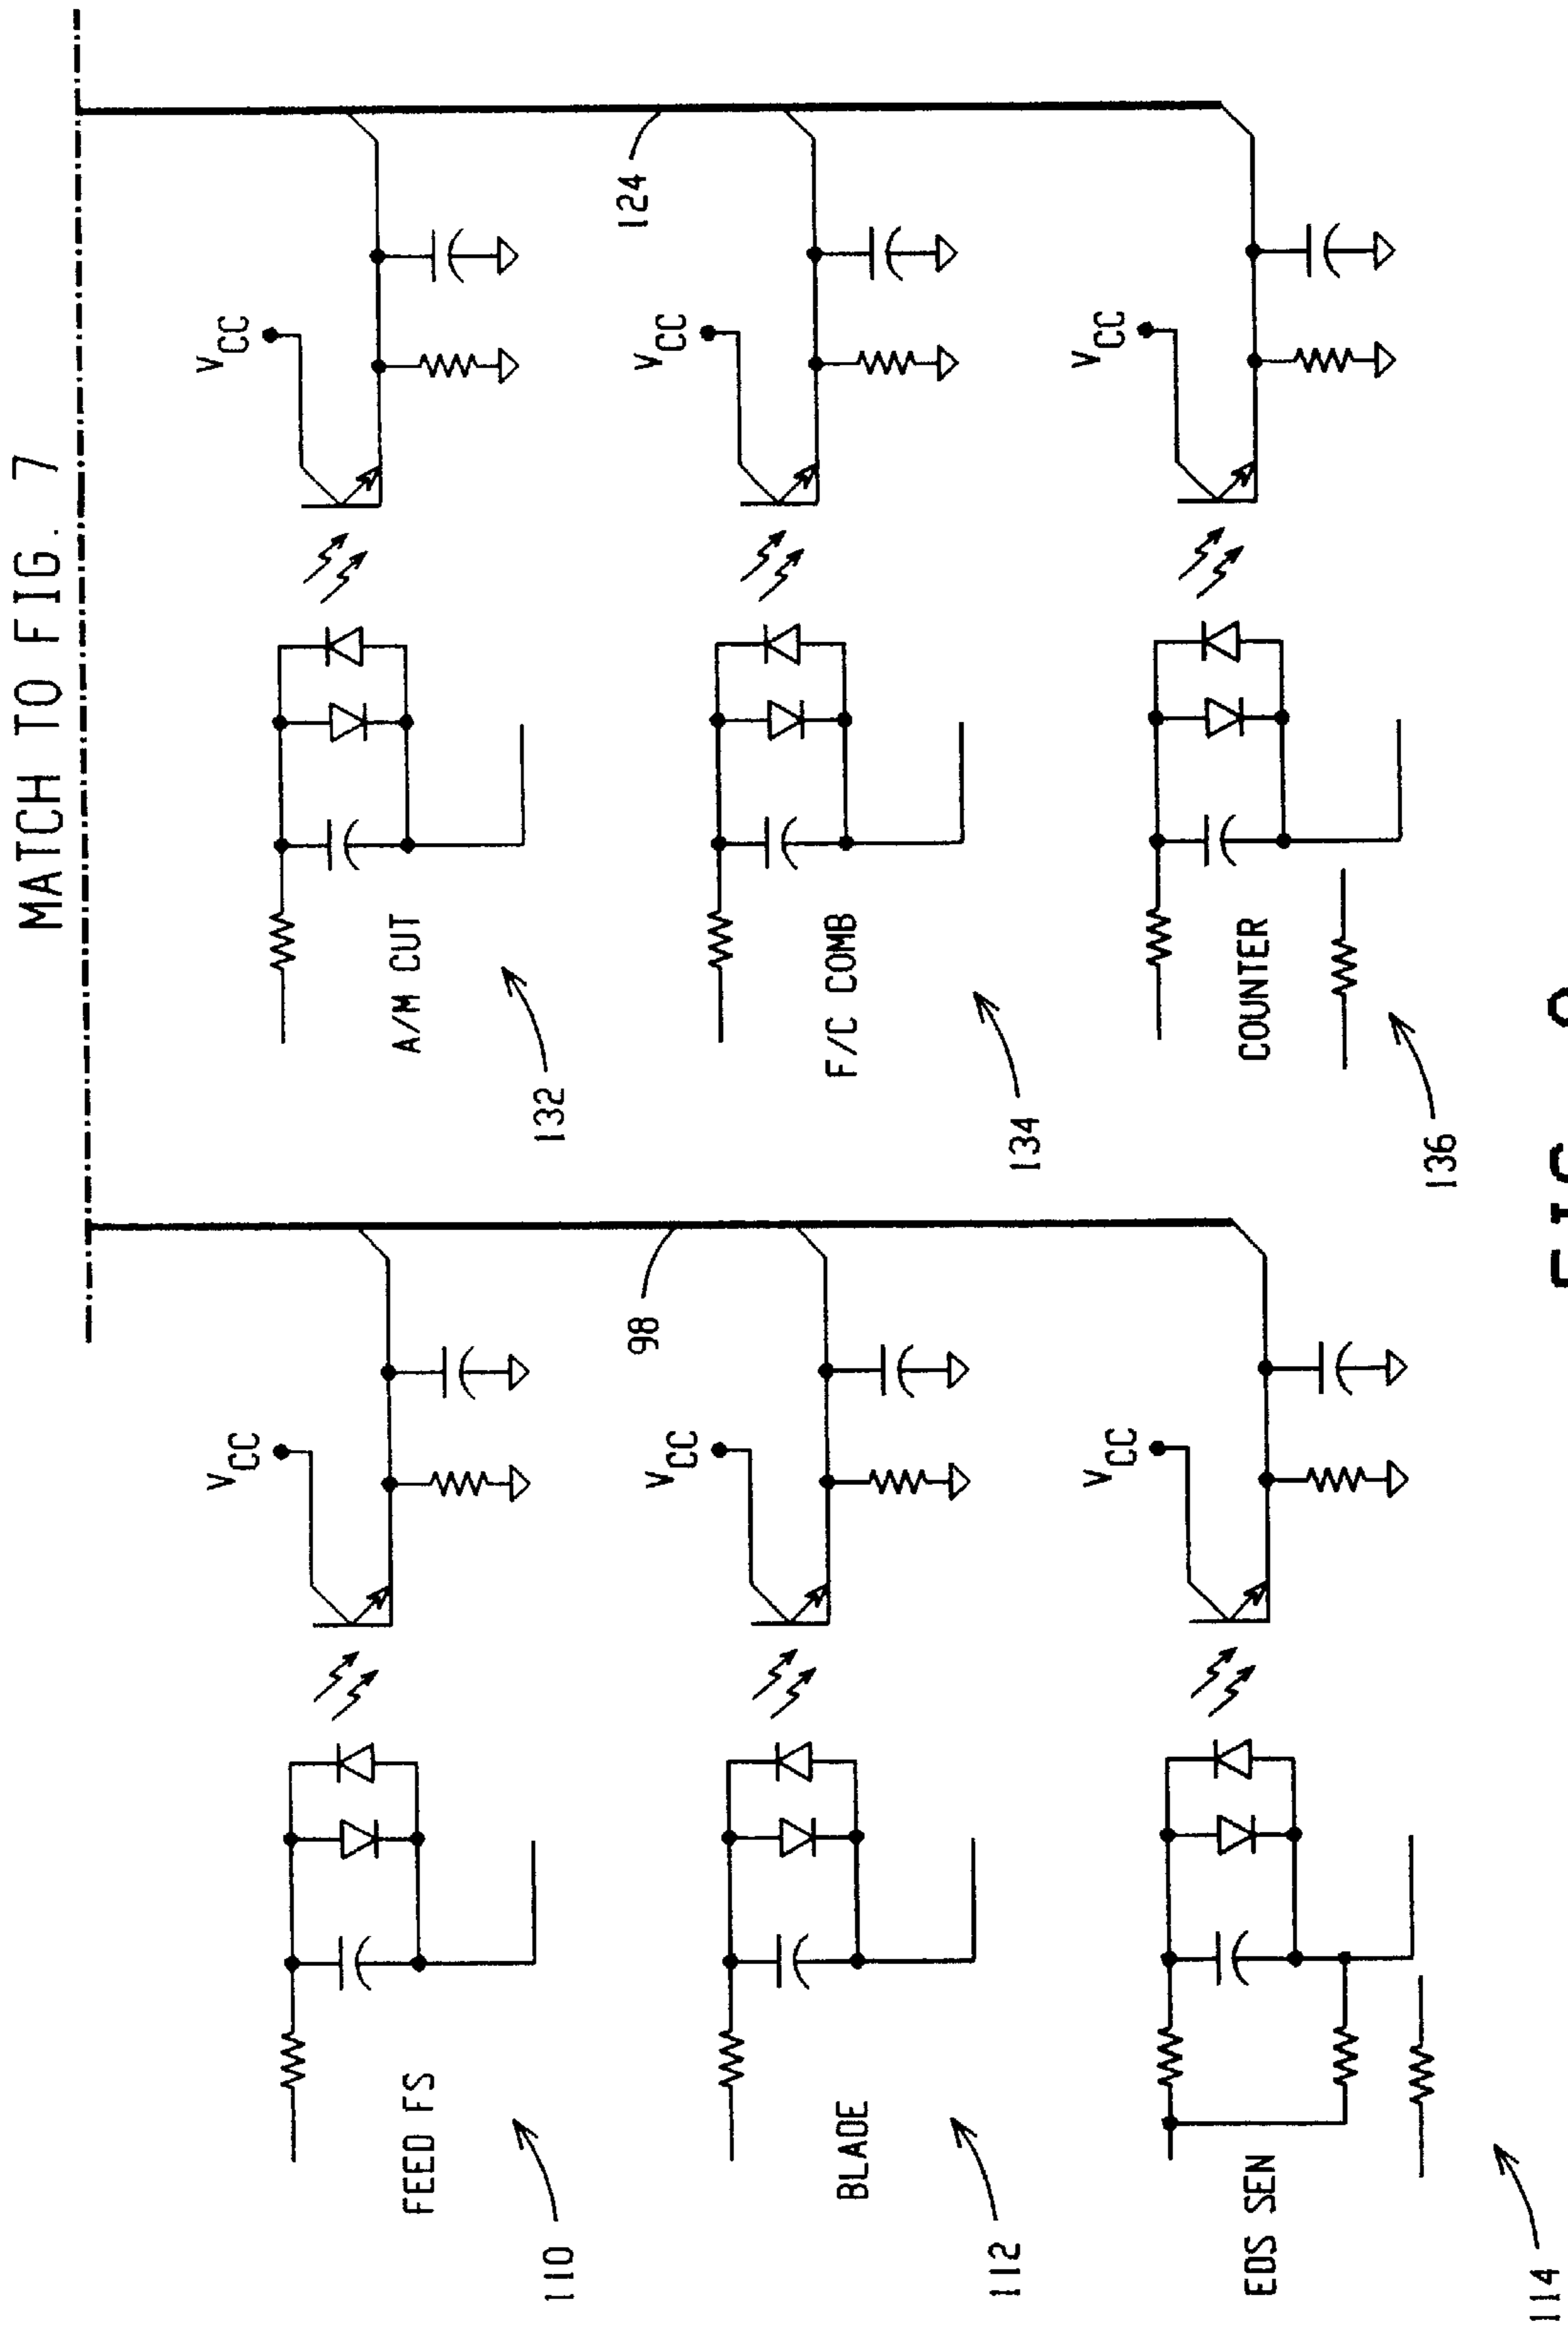 MATCH TO FIG. 7
VCC
FEED FS
110
98
VCC
BLADE
112
VCC
EDS SEN
114
VCC
A/M CUT
132
124
VCC
F/C COMB
134
VCC
COUNTER
136